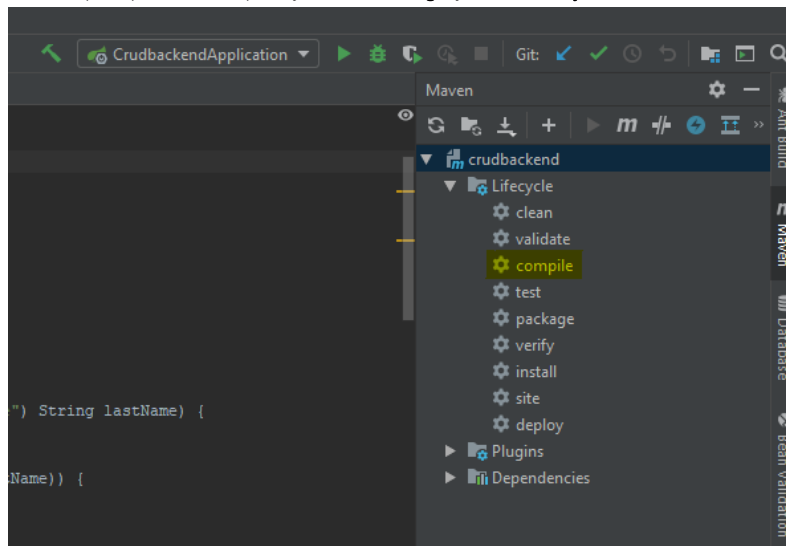 CrudbackendApplication
Git:
Maven
crudbackend
Lifecycle
clean
validate
compile
test
package
verify
install
site
deploy
Plugins
Dependencies
") String lastName) {
Name)) {
Ant Build
Maven
Database
Bean Validation